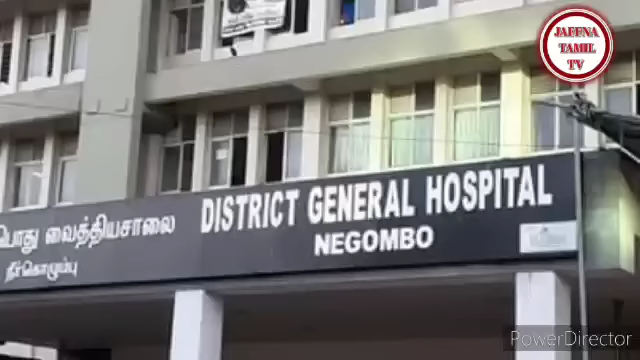 JAFFNA
TAMIL
TV
பொது வைத்தியசாலை
நீர்கொழும்பு
DISTRICT GENERAL HOSPITAL
NEGOMBO
PowerDirector